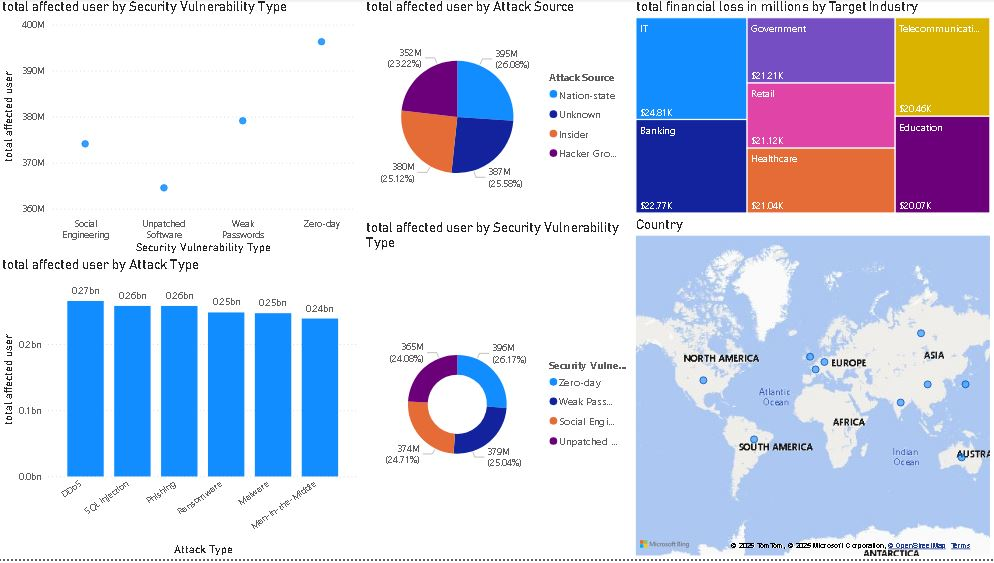 total affected user by Security Vulnerability Type
400M
390M
380M
370M
360M
total affected user
Social
Engineering
Unpatched
Software
Weak
Passwords
Zero-day
Security Vulnerability Type
total affected user by Attack Source
352M
(23.22%)
395M
(26.08%)
380M
(25.12%)
387M
(25.58%)
Attack Source
Nation-state
Unknown
Insider
Hacker Gro...
total financial loss in millions by Target Industry
IT
$24.81K
Banking
$22.77K
Government
$21.21K
Retail
$21.12K
Healthcare
$21.04K
Telecommunicati...
$20.46K
Education
$20.07K
total affected user by Attack Type
0.27bn
0.26bn
0.26bn
0.25bn
0.25bn
0.24bn
0.2bn
0.1bn
0.0bn
total affected user
DDoS
SQL Injection
Phishing
Ransomware
Malware
Man-in-the-Middle
Attack Type
total affected user by Security Vulnerability
Type
365M
(24.08%)
396M
(26.17%)
374M
(24.71%)
379M
(25.04%)
Security Vulne...
Zero-day
Weak Pass...
Social Engi...
Unpatched ...
Country
NORTH AMERICA
EUROPE
ASIA
Atlantic
Ocean
AFRICA
SOUTH AMERICA
Indian
Ocean
AUSTRA
Microsoft Bing
© 2025 TomTom, © 2025 Microsoft Corporation, © OpenStreetMap Terms
ANTARCTICA